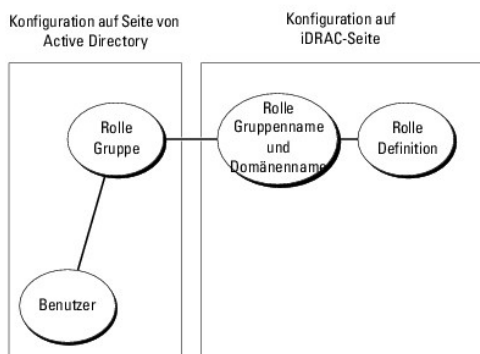 Konfiguration auf Seite von
Active Directory
Konfiguration auf
iDRAC-Seite
Rolle
Gruppe
Rolle
Gruppenname
und
Domänenname
Rolle
Definition
Benutzer